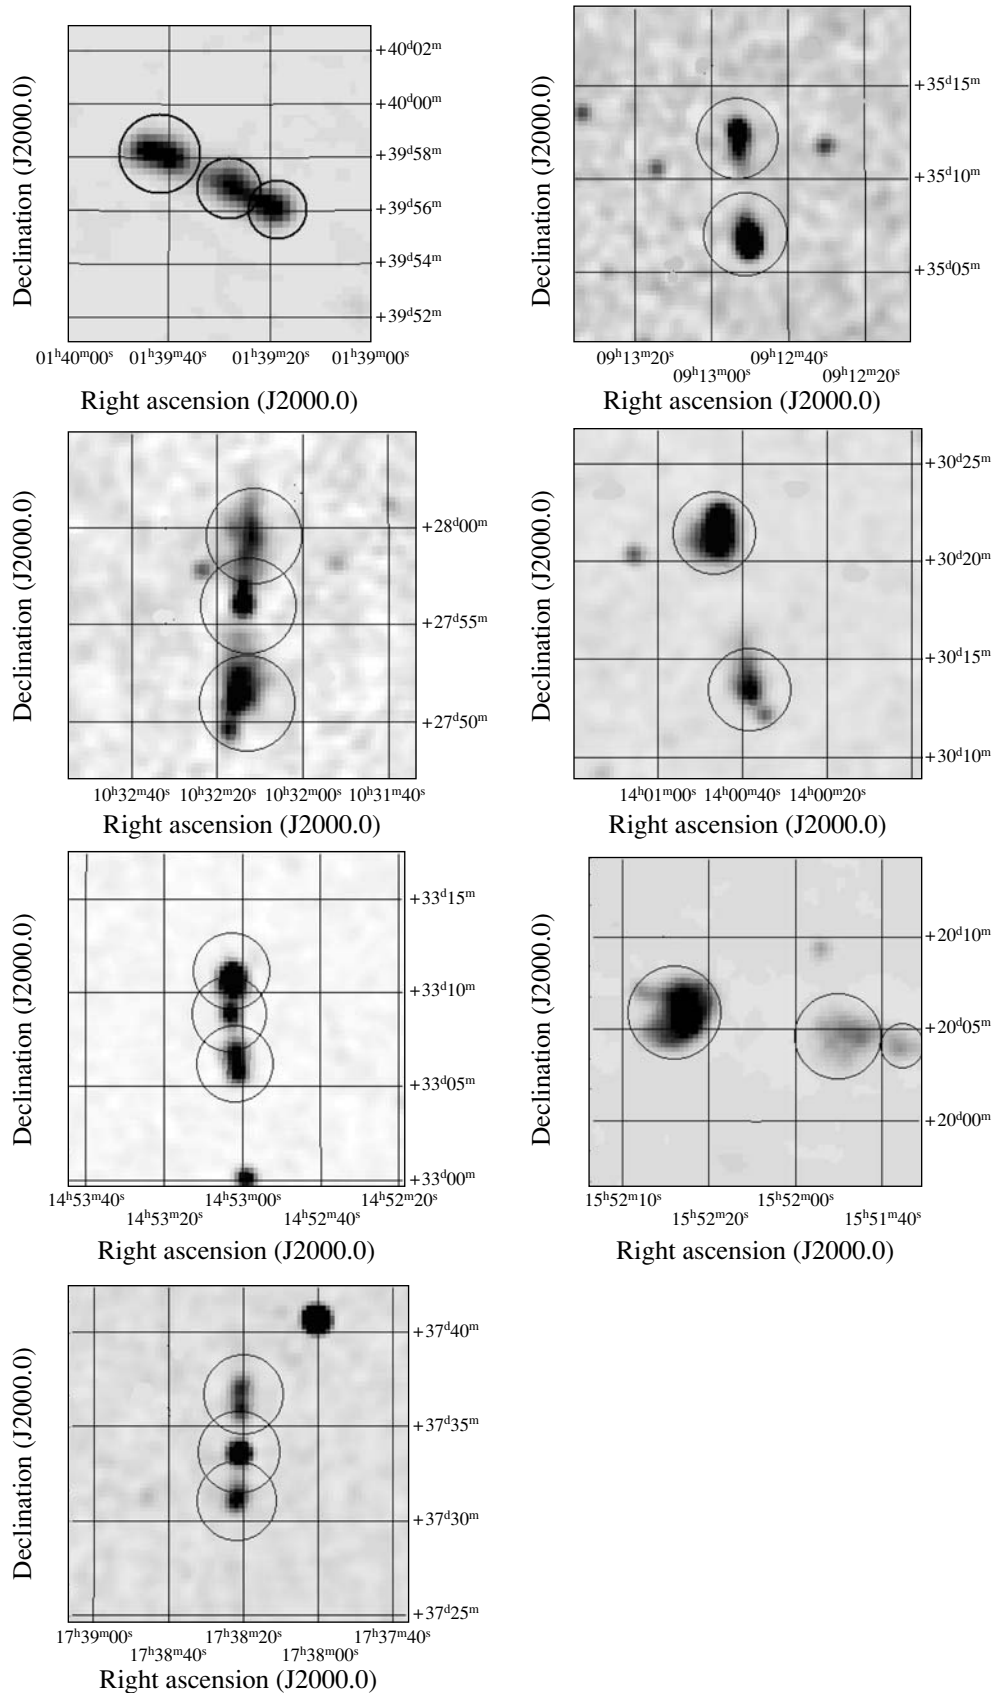 Declination (J2000.0)
+40ᵈ02ᵐ
+40ᵈ00ᵐ
+39ᵈ58ᵐ
+39ᵈ56ᵐ
+39ᵈ54ᵐ
+39ᵈ52ᵐ
01ʰ40ᵐ00ˢ 01ʰ39ᵐ40ˢ 01ʰ39ᵐ20ˢ 01ʰ39ᵐ00ˢ
Right ascension (J2000.0)
Declination (J2000.0)
+35ᵈ15ᵐ
+35ᵈ10ᵐ
+35ᵈ05ᵐ
09ʰ13ᵐ20ˢ 09ʰ12ᵐ40ˢ
09ʰ13ᵐ00ˢ 09ʰ12ᵐ20ˢ
Right ascension (J2000.0)
Declination (J2000.0)
+28ᵈ00ᵐ
+27ᵈ55ᵐ
+27ᵈ50ᵐ
10ʰ32ᵐ40ˢ 10ʰ32ᵐ20ˢ 10ʰ32ᵐ00ˢ 10ʰ31ᵐ40ˢ
Right ascension (J2000.0)
Declination (J2000.0)
+30ᵈ25ᵐ
+30ᵈ20ᵐ
+30ᵈ15ᵐ
+30ᵈ10ᵐ
14ʰ01ᵐ00ˢ 14ʰ00ᵐ40ˢ 14ʰ00ᵐ20ˢ
Right ascension (J2000.0)
Declination (J2000.0)
+33ᵈ15ᵐ
+33ᵈ10ᵐ
+33ᵈ05ᵐ
+33ᵈ00ᵐ
14ʰ53ᵐ40ˢ 14ʰ53ᵐ00ˢ 14ʰ52ᵐ20ˢ
14ʰ53ᵐ20ˢ 14ʰ52ᵐ40ˢ
Right ascension (J2000.0)
Declination (J2000.0)
+20ᵈ10ᵐ
+20ᵈ05ᵐ
+20ᵈ00ᵐ
15ʰ52ᵐ10ˢ 15ʰ52ᵐ00ˢ
15ʰ52ᵐ20ˢ 15ʰ51ᵐ40ˢ
Right ascension (J2000.0)
Declination (J2000.0)
+37ᵈ40ᵐ
+37ᵈ35ᵐ
+37ᵈ30ᵐ
+37ᵈ25ᵐ
17ʰ39ᵐ00ˢ 17ʰ38ᵐ20ˢ 17ʰ37ᵐ40ˢ
17ʰ38ᵐ40ˢ 17ʰ38ᵐ00ˢ
Right ascension (J2000.0)